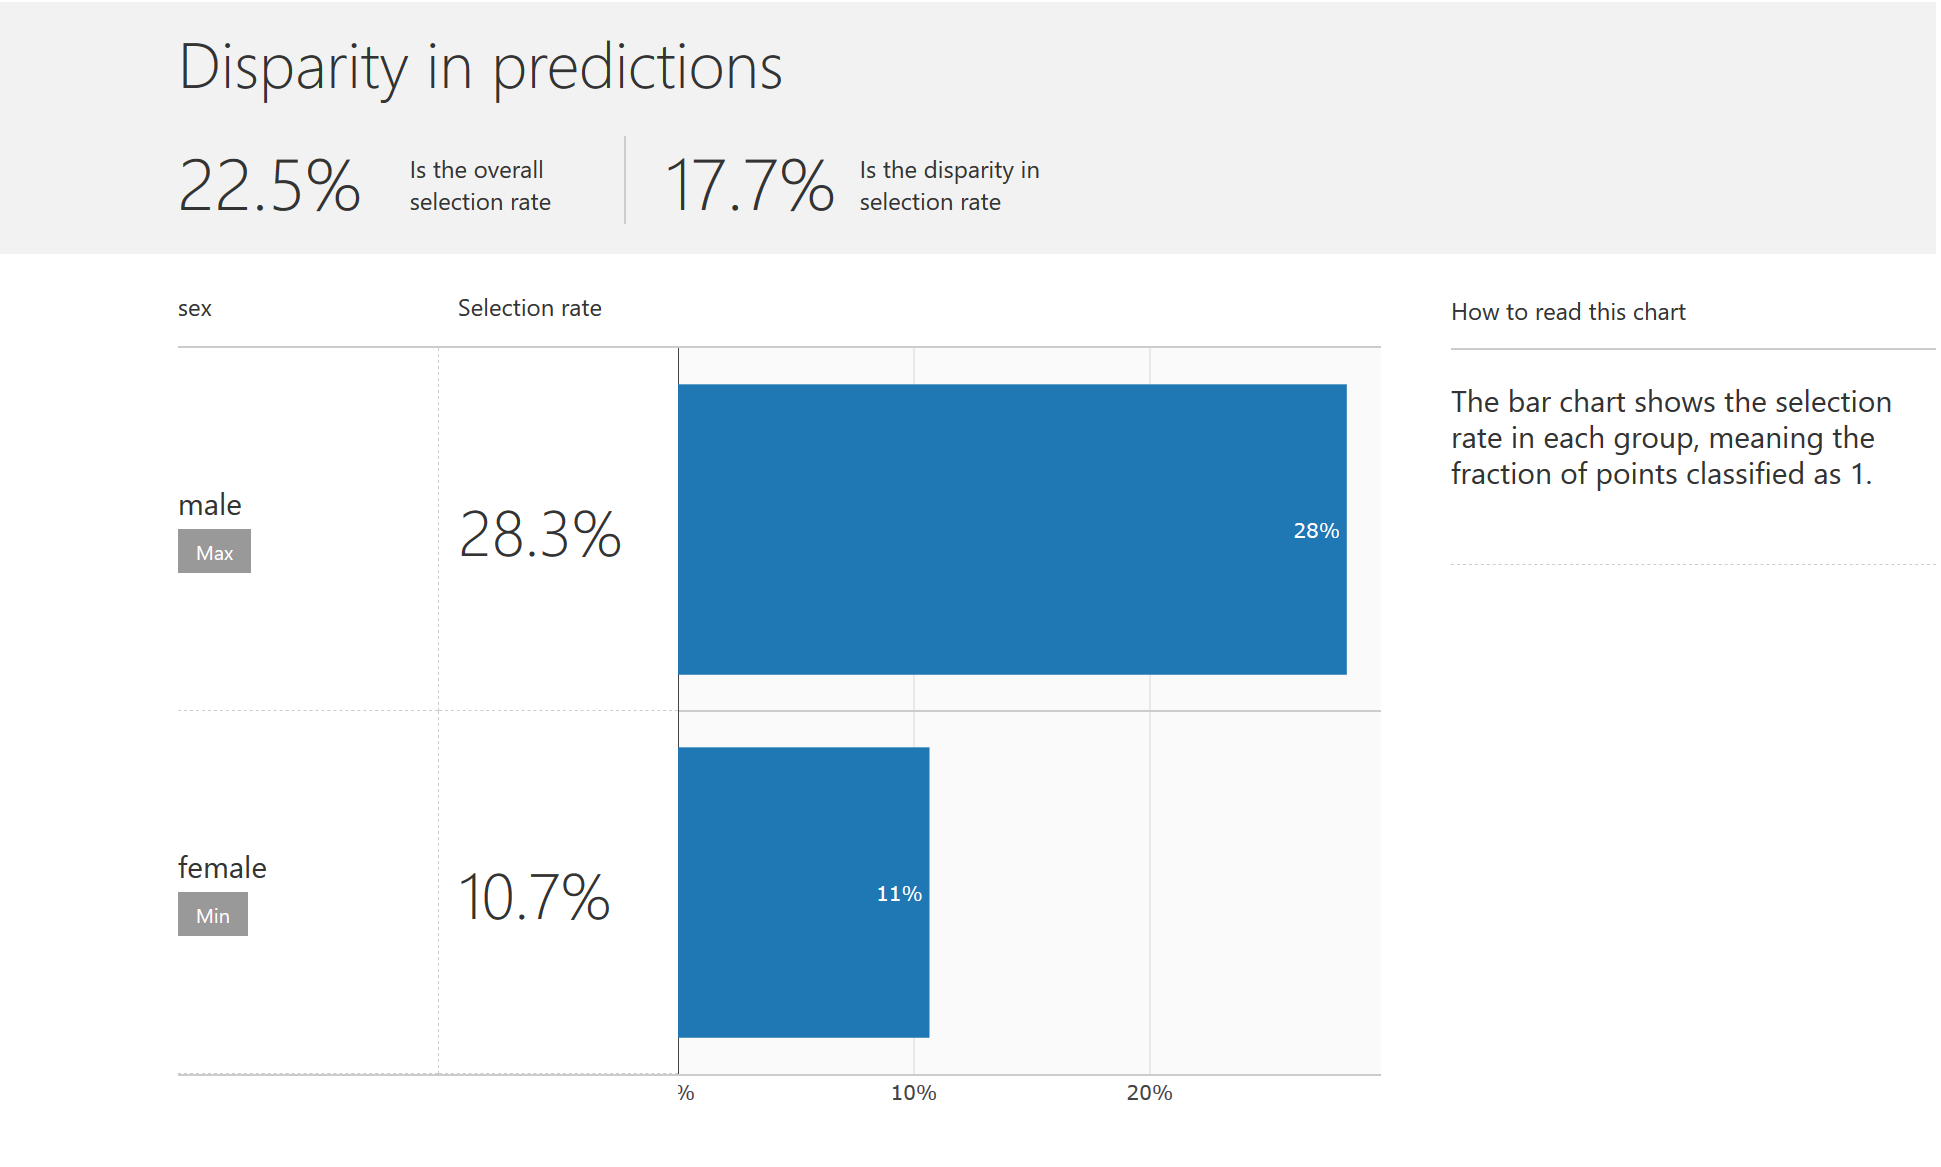 Disparity in predictions
22.5%
Is the overall
selection rate
17.7%
Is the disparity in
selection rate
sex
Selection rate
How to read this chart
The bar chart shows the selection
rate in each group, meaning the
fraction of points classified as 1.
male
Max
28.3%
28%
female
Min
10.7%
11%
%
10%
20%